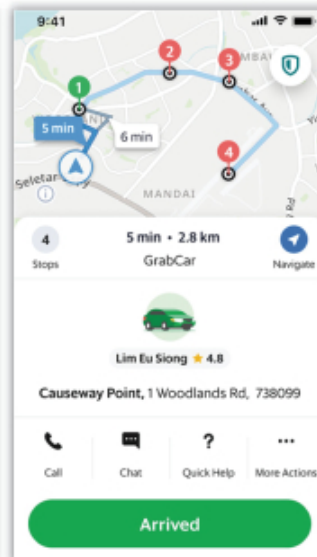 9:41
2
3
1
4
5 min
6 min
MANDAI
4
Stops
5 min • 2.8 km
GrabCar
Navigate
Lim Eu Siong ★ 4.8
Causeway Point, 1 Woodlands Rd, 738099
Call
Chat
?
Quick Help
More Actions
Arrived